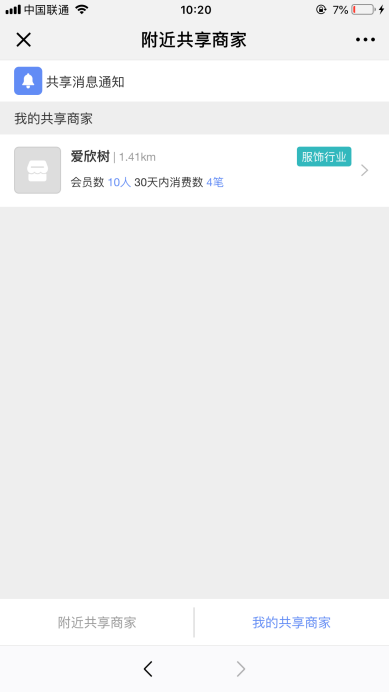 中国联通 10:20 7%
附近共享商家
共享消息通知
我的共享商家
爱欣树 | 1.41km 服饰行业
会员数 10人 30天内消费数 4笔
附近共享商家 我的共享商家